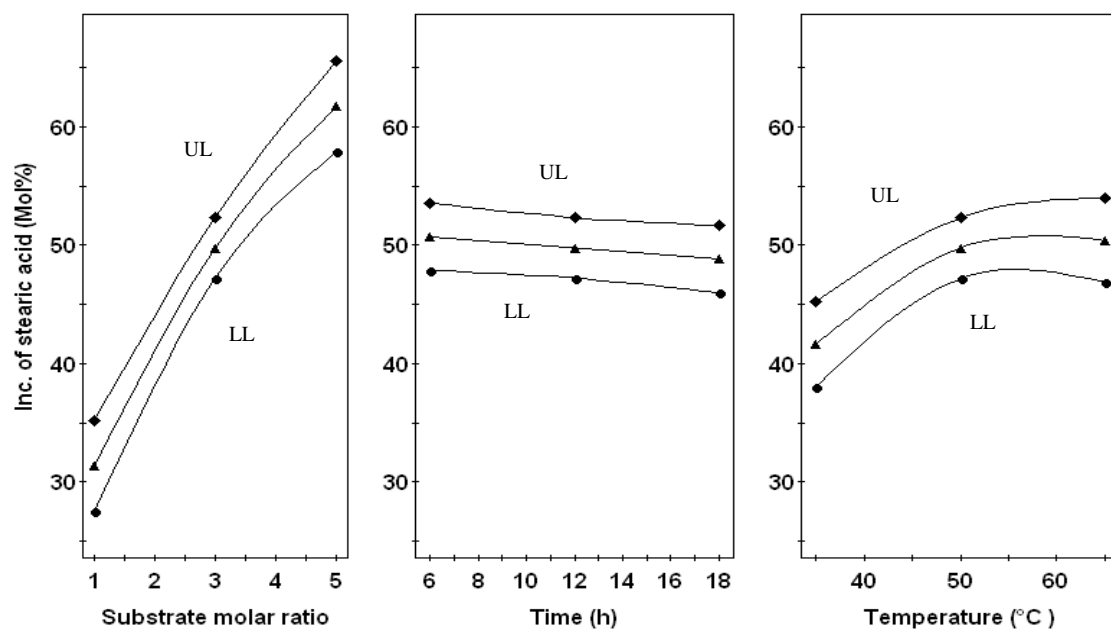 Inc. of stearic acid (Mol%)
60
50
40
30
UL
LL
1 2 3 4 5
Substrate molar ratio
60
50
40
30
UL
LL
6 8 10 12 14 16 18
Time (h)
60
50
40
30
UL
LL
40 50 60
Temperature (°C )